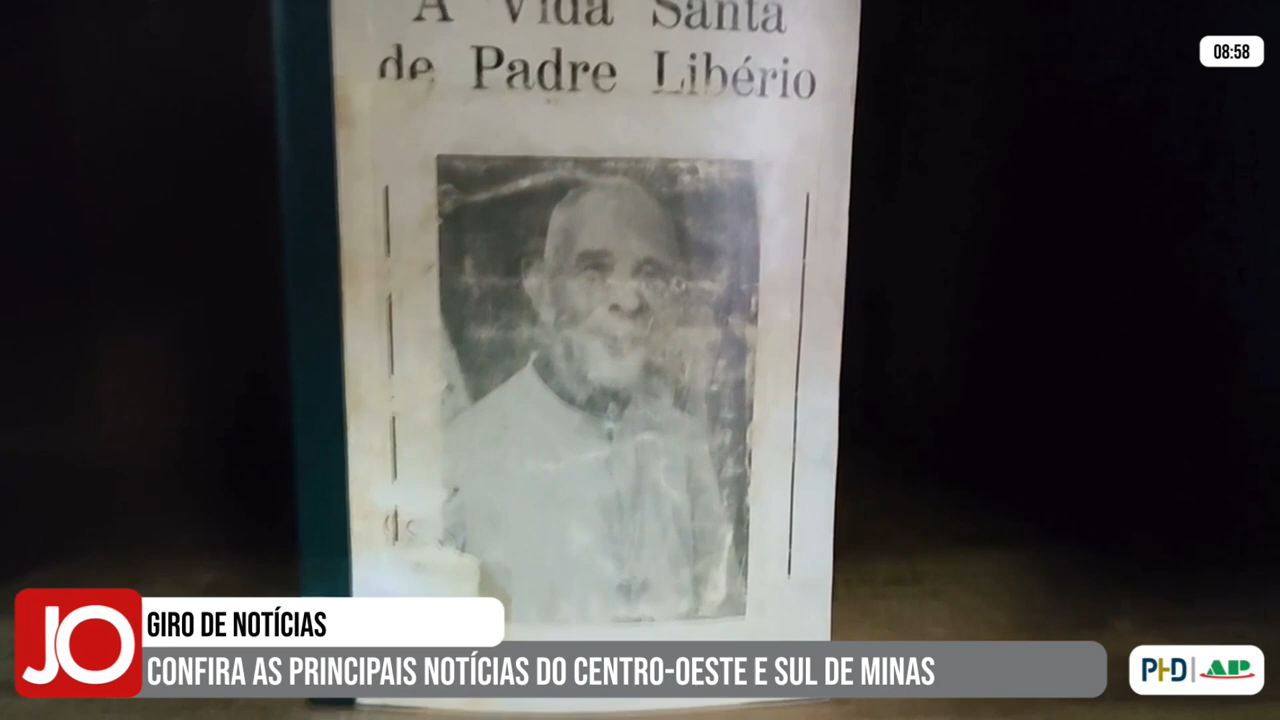 A Vida Santa
de Padre Libério
08:58
JO
GIRO DE NOTÍCIAS
CONFIRA AS PRINCIPAIS NOTÍCIAS DO CENTRO-OESTE E SUL DE MINAS
PHD | AP